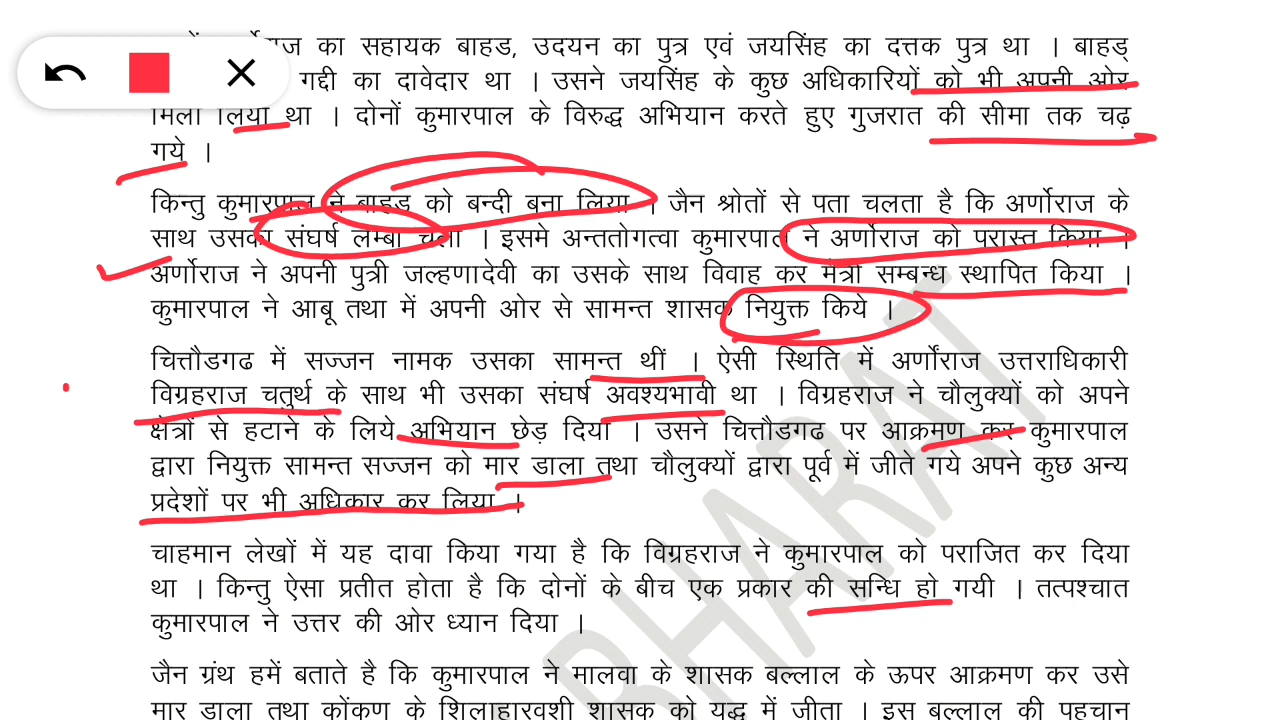 का सहायक बाहड, उदयन का पुत्र एवं जयसिंह का दत्तक पुत्र था । बाहड्
गद्दी का दावेदार था । उसने जयसिंह के कुछ अधिकारियों को भी अपनी ओर
मिला लिया था । दोनों कुमारपाल के विरुद्ध अभियान करते हुए गुजरात की सीमा तक चढ़
गये ।
किन्तु कुमारपाल ने बाहड को बन्दी बना लिया । जैन श्रोतों से पता चलता है कि अर्णोराज के
साथ उसका संघर्ष लम्बा चला । इसमे अन्ततोगत्वा कुमारपाल ने अर्णोराज को परास्त किया ।
अर्णोराज ने अपनी पुत्री जल्हणादेवी का उसके साथ विवाह कर मैत्री सम्बन्ध स्थापित किया ।
कुमारपाल ने आबू तथा में अपनी ओर से सामन्त शासक नियुक्त किये ।
चित्तौडगढ में सज्जन नामक उसका सामन्त थीं । ऐसी स्थिति में अर्णोराज उत्तराधिकारी
विग्रहराज चतुर्थ के साथ भी उसका संघर्ष अवश्यभावी था । विग्रहराज ने चौलुक्यों को अपने
क्षेत्रों से हटाने के लिये अभियान छेड़ दिया । उसने चित्तौडगढ पर आक्रमण कर कुमारपाल
द्वारा नियुक्त सामन्त सज्जन को मार डाला तथा चौलुक्यों द्वारा पूर्व में जीते गये अपने कुछ अन्य
प्रदेशों पर भी अधिकार कर लिया ।
चाहमान लेखों में यह दावा किया गया है कि विग्रहराज ने कुमारपाल को पराजित कर दिया
था । किन्तु ऐसा प्रतीत होता है कि दोनों के बीच एक प्रकार की सन्धि हो गयी । तत्पश्चात
कुमारपाल ने उत्तर की ओर ध्यान दिया ।
जैन ग्रंथ हमें बताते है कि कुमारपाल ने मालवा के शासक बल्लाल के ऊपर आक्रमण कर उसे
मार डाला तथा कोंकण के शिलाहारवशी शासक को युद्ध में जीता । इस बल्लाल की पहचान
BHARAT